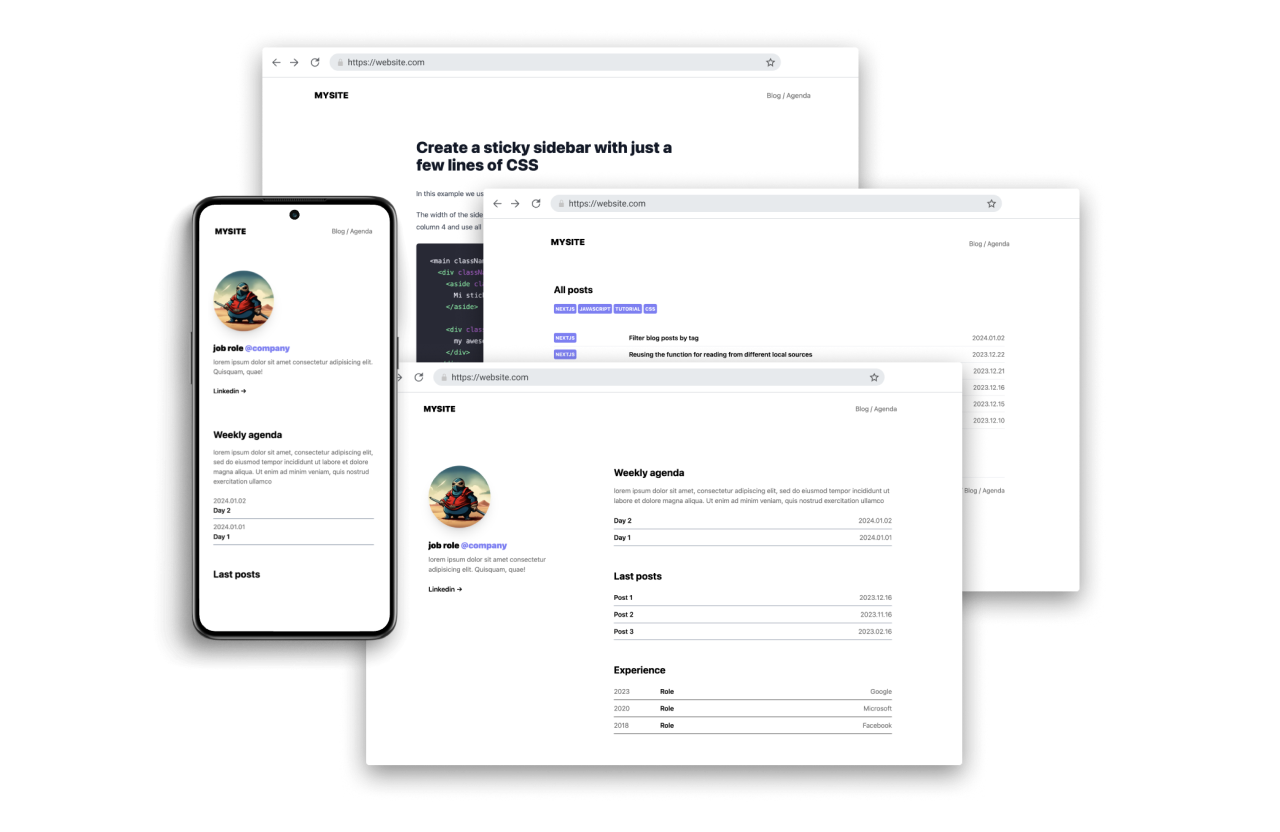 https://website.com
MYSITE
Blog / Agenda
Create a sticky sidebar with just a
few lines of CSS
In this example we us
The width of the side
column 4 and use all
<main classNa
<div classN
<aside cl
Mi stic
</aside>
<div clas
my aweso
</div>
https://website.com
MYSITE
Blog / Agenda
All posts
NEXTJS JAVASCRIPT TUTORIAL CSS
NEXTJS Filter blog posts by tag 2024.01.02
NEXTJS Reusing the function for reading from different local sources 2023.12.22
2023.12.21
2023.12.16
2023.12.15
2023.12.10
Blog / Agenda
MYSITE
Blog / Agenda
job role @company
lorem ipsum dolor sit amet consectetur adipisicing elit.
Quisquam, quae!
Linkedin →
Weekly agenda
lorem ipsum dolor sit amet, consectetur adipiscing elit,
sed do eiusmod tempor incididunt ut labore et dolore
magna aliqua. Ut enim ad minim veniam, quis nostrud
exercitation ullamco
2024.01.02
Day 2
2024.01.01
Day 1
Last posts
https://website.com
MYSITE
Blog / Agenda
job role @company
lorem ipsum dolor sit amet consectetur
adipisicing elit. Quisquam, quae!
Linkedin →
Weekly agenda
lorem ipsum dolor sit amet, consectetur adipiscing elit, sed do eiusmod tempor incididunt ut
labore et dolore magna aliqua. Ut enim ad minim veniam, quis nostrud exercitation ullamco
Day 2 2024.01.02
Day 1 2024.01.01
Last posts
Post 1 2023.12.16
Post 2 2023.11.16
Post 3 2023.02.16
Experience
2023 Role Google
2020 Role Microsoft
2018 Role Facebook